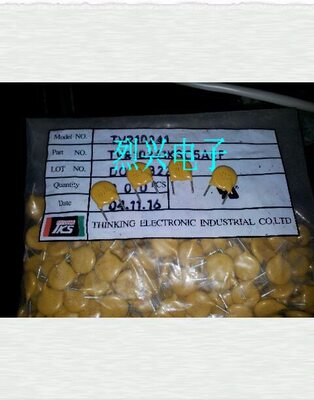 Model NO. TVR10241
Part NO.
LOT NO.
Quantity PCS
Date 04.11.16
烈兴电子
TKS THINKING ELECTRONIC INDUSTRIAL CO.LTD